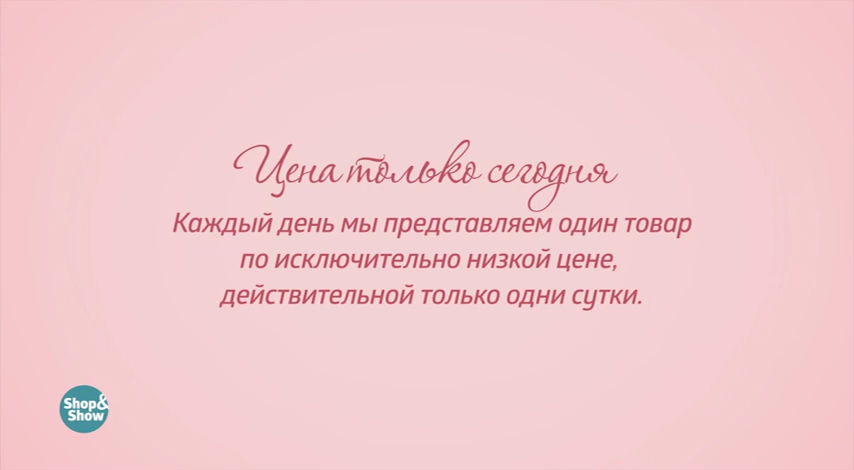 Цена только сегодня
Каждый день мы представляем один товар
по исключительно низкой цене,
действительной только одни сутки.
Shop&
Show